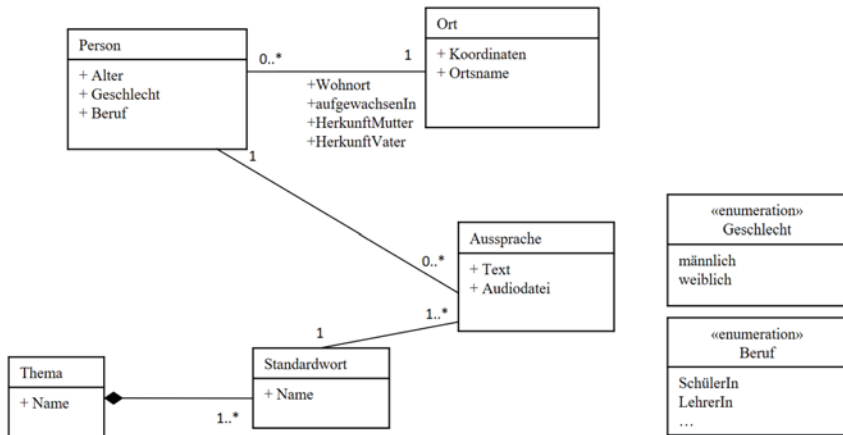 Person
+ Alter
+ Geschlecht
+ Beruf
0..*
1
+Wohnort
+aufgewachsenIn
+HerkunftMutter
+HerkunftVater
Ort
+ Koordinaten
+ Ortsname
1
0..*
Aussprache
+ Text
+ Audiodatei
1..*
1
Standardwort
+ Name
Thema
+ Name
1..*
«enumeration»
Geschlecht
männlich
weiblich
«enumeration»
Beruf
SchülerIn
LehrerIn
…